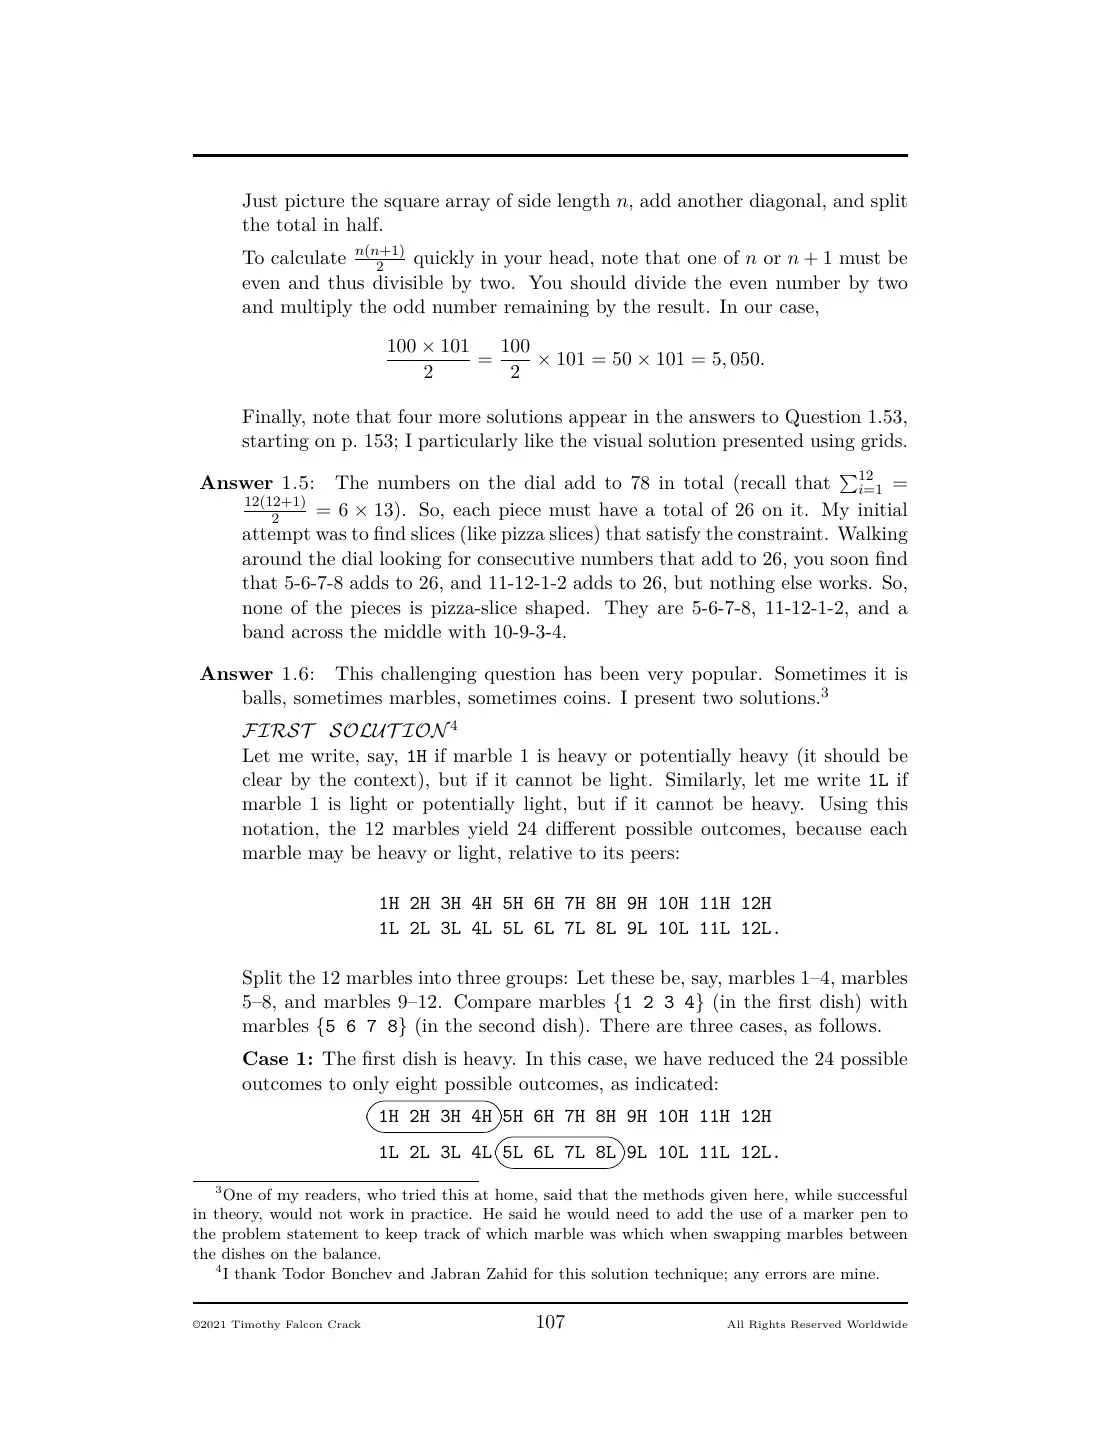 Just picture the square array of side length n, add another diagonal, and split
the total in half.
To calculate n(n+1)/2 quickly in your head, note that one of n or n + 1 must be
even and thus divisible by two. You should divide the even number by two
and multiply the odd number remaining by the result. In our case,
100 × 101 / 2 = 100 / 2 × 101 = 50 × 101 = 5,050.
Finally, note that four more solutions appear in the answers to Question 1.53,
starting on p. 153; I particularly like the visual solution presented using grids.
Answer 1.5: The numbers on the dial add to 78 in total (recall that ∑12 i=1 =
12(12+1)/2 = 6 × 13). So, each piece must have a total of 26 on it. My initial
attempt was to find slices (like pizza slices) that satisfy the constraint. Walking
around the dial looking for consecutive numbers that add to 26, you soon find
that 5-6-7-8 adds to 26, and 11-12-1-2 adds to 26, but nothing else works. So,
none of the pieces is pizza-slice shaped. They are 5-6-7-8, 11-12-1-2, and a
band across the middle with 10-9-3-4.
Answer 1.6: This challenging question has been very popular. Sometimes it is
balls, sometimes marbles, sometimes coins. I present two solutions.3
FIRST SOLUTION4
Let me write, say, 1H if marble 1 is heavy or potentially heavy (it should be
clear by the context), but if it cannot be light. Similarly, let me write 1L if
marble 1 is light or potentially light, but if it cannot be heavy. Using this
notation, the 12 marbles yield 24 different possible outcomes, because each
marble may be heavy or light, relative to its peers:
1H 2H 3H 4H 5H 6H 7H 8H 9H 10H 11H 12H
1L 2L 3L 4L 5L 6L 7L 8L 9L 10L 11L 12L.
Split the 12 marbles into three groups: Let these be, say, marbles 1–4, marbles
5–8, and marbles 9–12. Compare marbles {1 2 3 4} (in the first dish) with
marbles {5 6 7 8} (in the second dish). There are three cases, as follows.
Case 1: The first dish is heavy. In this case, we have reduced the 24 possible
outcomes to only eight possible outcomes, as indicated:
1H 2H 3H 4H 5H 6H 7H 8H 9H 10H 11H 12H
1L 2L 3L 4L 5L 6L 7L 8L 9L 10L 11L 12L.
3One of my readers, who tried this at home, said that the methods given here, while successful
in theory, would not work in practice. He said he would need to add the use of a marker pen to
the problem statement to keep track of which marble was which when swapping marbles between
the dishes on the balance.
4I thank Todor Bonchev and Jabran Zahid for this solution technique; any errors are mine.
©2021 Timothy Falcon Crack 107 All Rights Reserved Worldwide